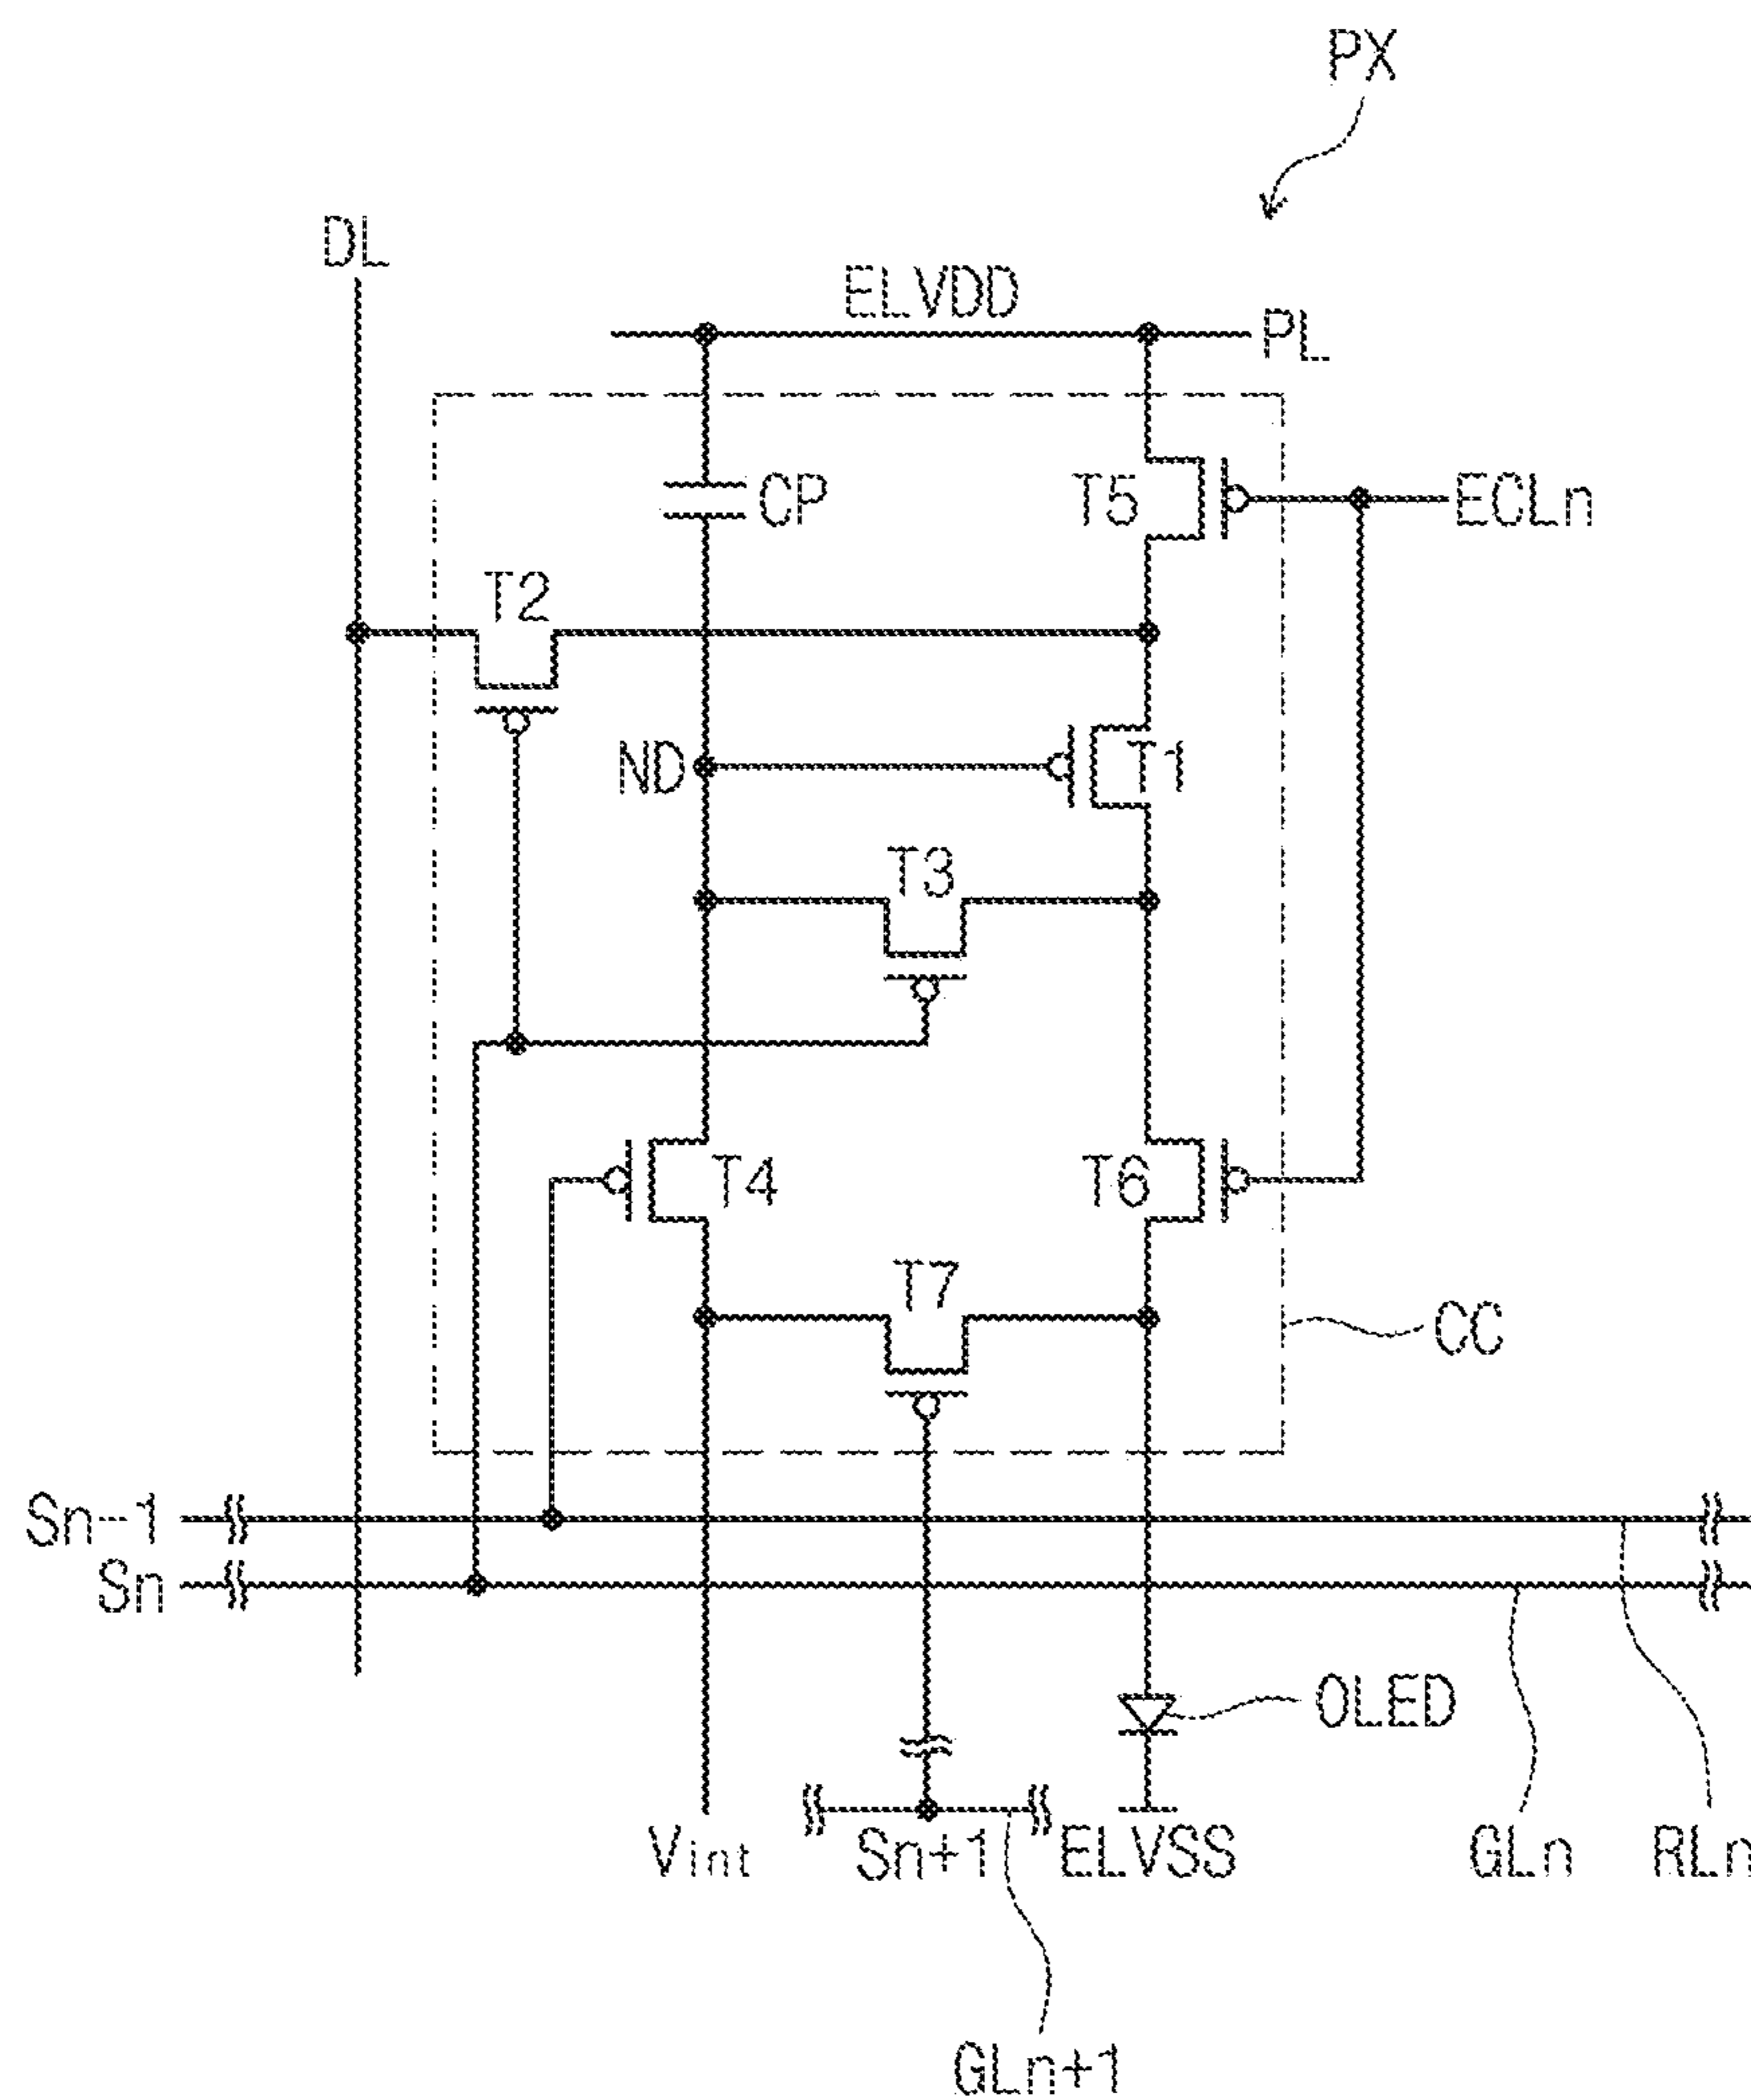 PX
DL
ELVDD
PL
CP
T5
ECLn
T2
ND
T1
T3
T4
T6
T7
CC
Sn-1
Sn
OLED
Vint
Sn+1
ELVSS
GLn
RLn
GLn+1